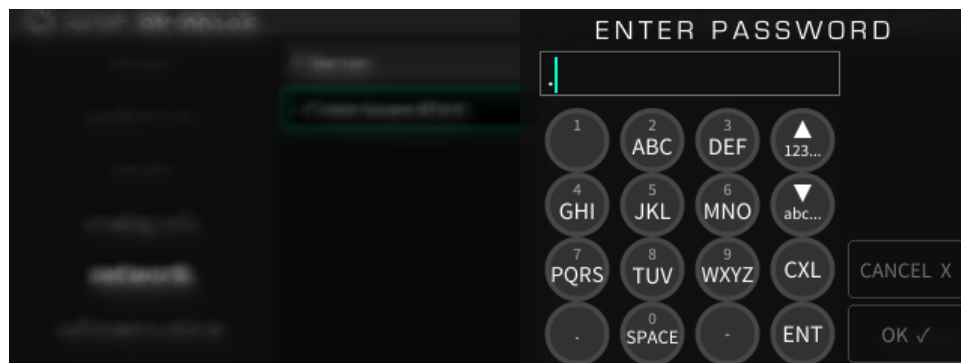 ENTER PASSWORD
.
1
2
ABC
3
DEF
▲
123...
4
GHI
5
JKL
6
MNO
▼
abc...
7
PQRS
8
TUV
9
WXYZ
CXL
CANCEL X
.
0
SPACE
-
ENT
OK ✓
network